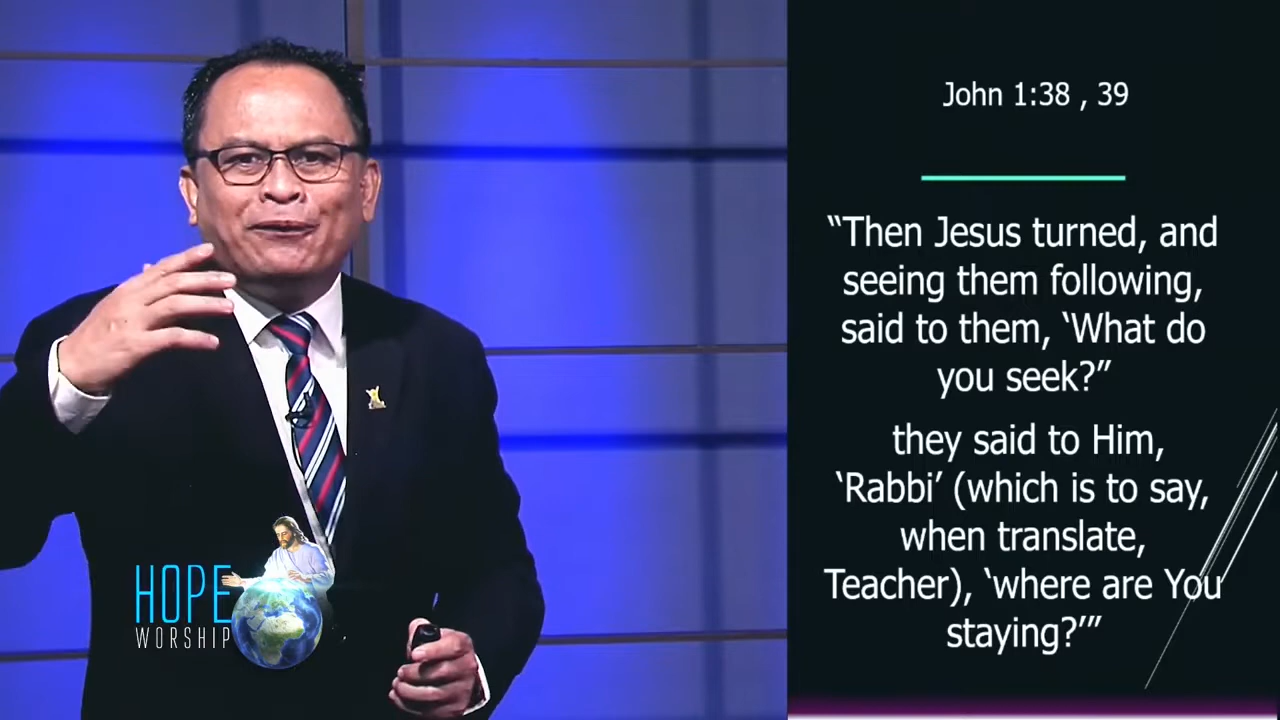 John 1:38 , 39
“Then Jesus turned, and
seeing them following,
said to them, ‘What do
you seek?”
they said to Him,
‘Rabbi’ (which is to say,
when translate,
Teacher), ‘where are You
staying?’”
HOPE
WORSHIP